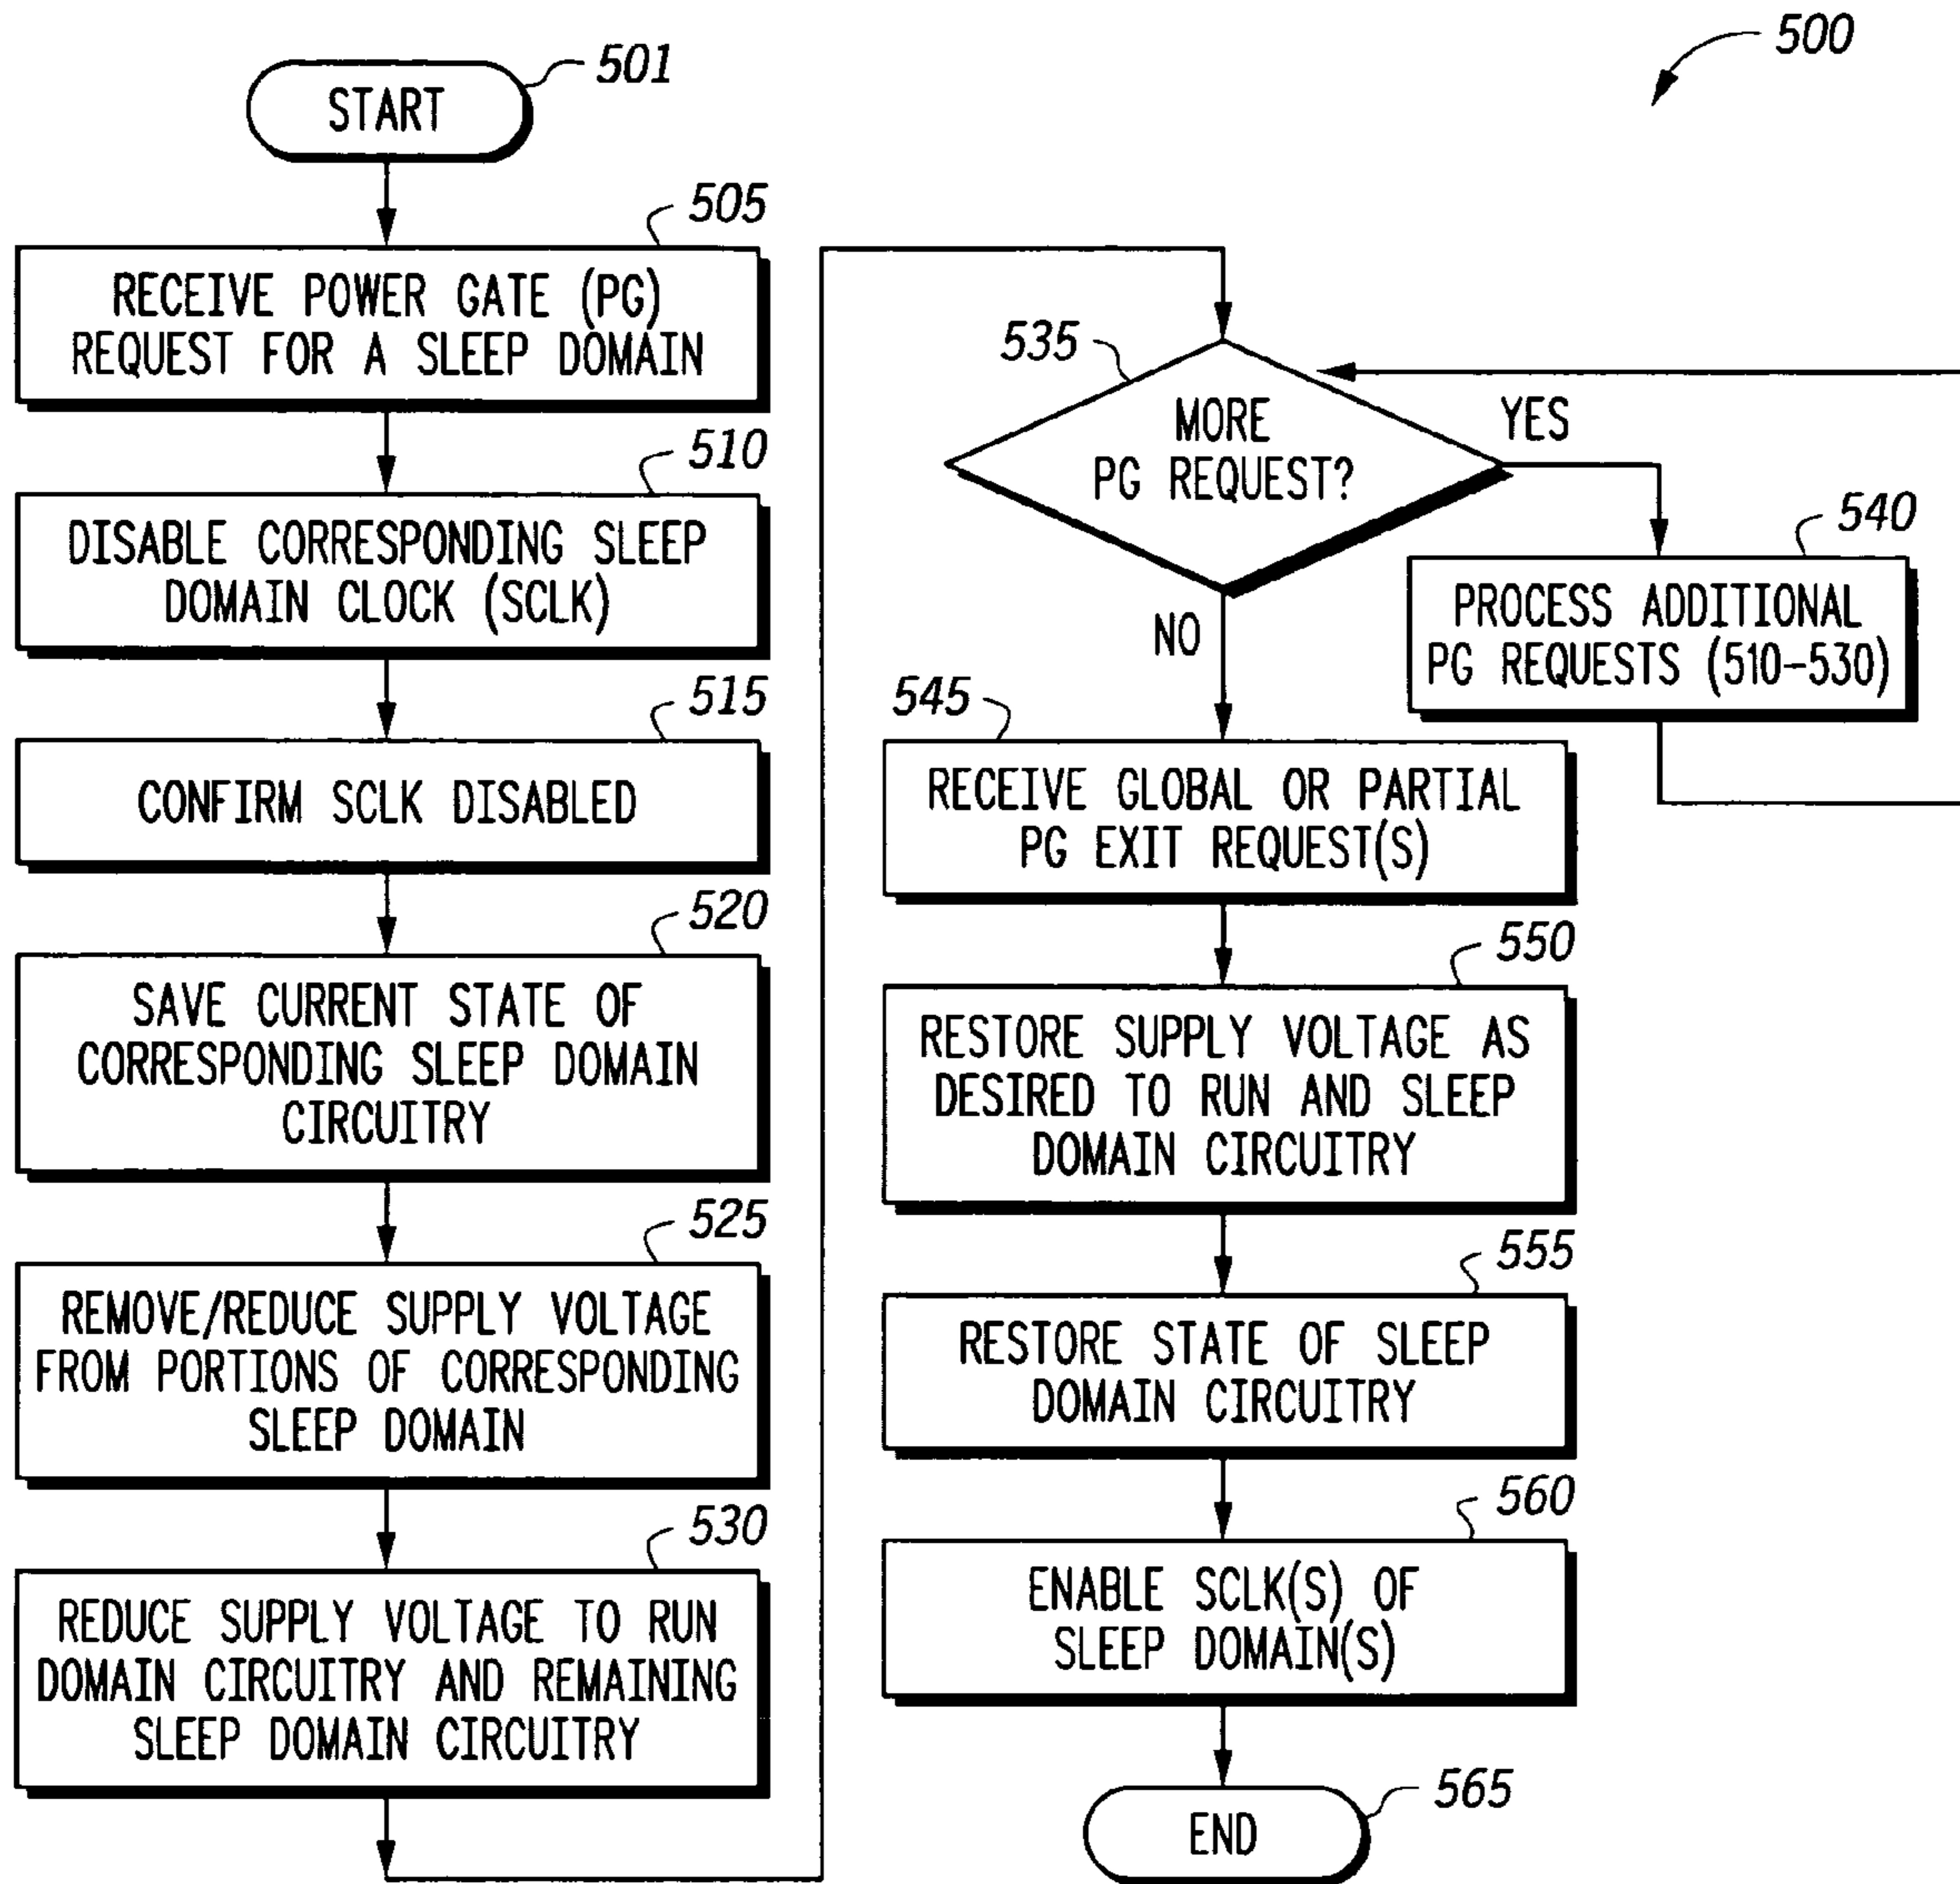 500
START
501
505
RECEIVE POWER GATE (PG)
REQUEST FOR A SLEEP DOMAIN
510
DISABLE CORRESPONDING SLEEP
DOMAIN CLOCK (SCLK)
515
CONFIRM SCLK DISABLED
520
SAVE CURRENT STATE OF
CORRESPONDING SLEEP DOMAIN
CIRCUITRY
525
REMOVE/REDUCE SUPPLY VOLTAGE
FROM PORTIONS OF CORRESPONDING
SLEEP DOMAIN
530
REDUCE SUPPLY VOLTAGE TO RUN
DOMAIN CIRCUITRY AND REMAINING
SLEEP DOMAIN CIRCUITRY
535
MORE
PG REQUEST?
YES
NO
540
PROCESS ADDITIONAL
PG REQUESTS (510-530)
545
RECEIVE GLOBAL OR PARTIAL
PG EXIT REQUEST(S)
550
RESTORE SUPPLY VOLTAGE AS
DESIRED TO RUN AND SLEEP
DOMAIN CIRCUITRY
555
RESTORE STATE OF SLEEP
DOMAIN CIRCUITRY
560
ENABLE SCLK(S) OF
SLEEP DOMAIN(S)
END
565